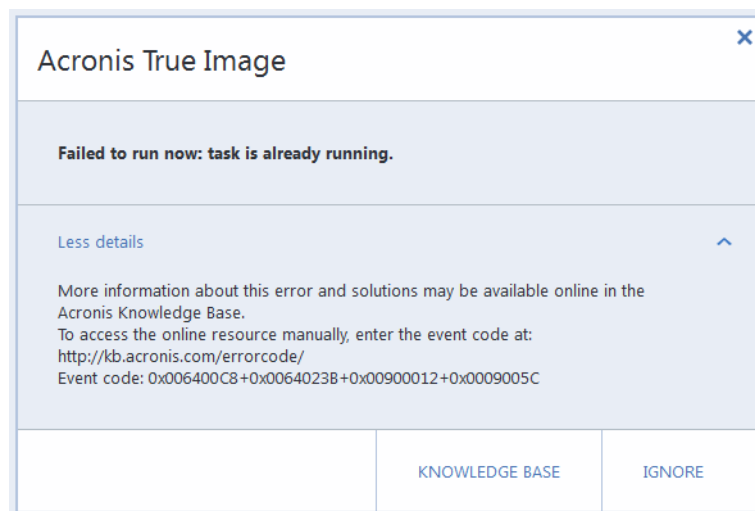 Acronis True Image
Failed to run now: task is already running.
Less details
More information about this error and solutions may be available online in the
Acronis Knowledge Base.
To access the online resource manually, enter the event code at:
http://kb.acronis.com/errorcode/
Event code: 0x006400C8+0x0064023B+0x00900012+0x0009005C
KNOWLEDGE BASE
IGNORE